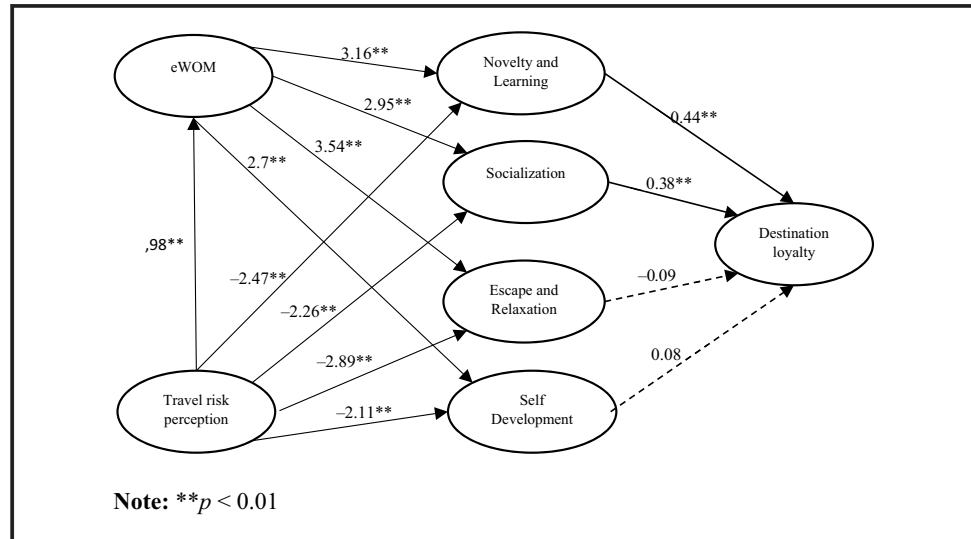 eWOM
3.16**
Novelty and
Learning
0.44**
2.95**
3.54**
2.7**
Socialization
0.38**
Destination
loyalty
,98**
–2.47**
–2.26**
Escape and
Relaxation
–0.09
–2.89**
0.08
Travel risk
perception
–2.11**
Self
Development
Note: **p < 0.01